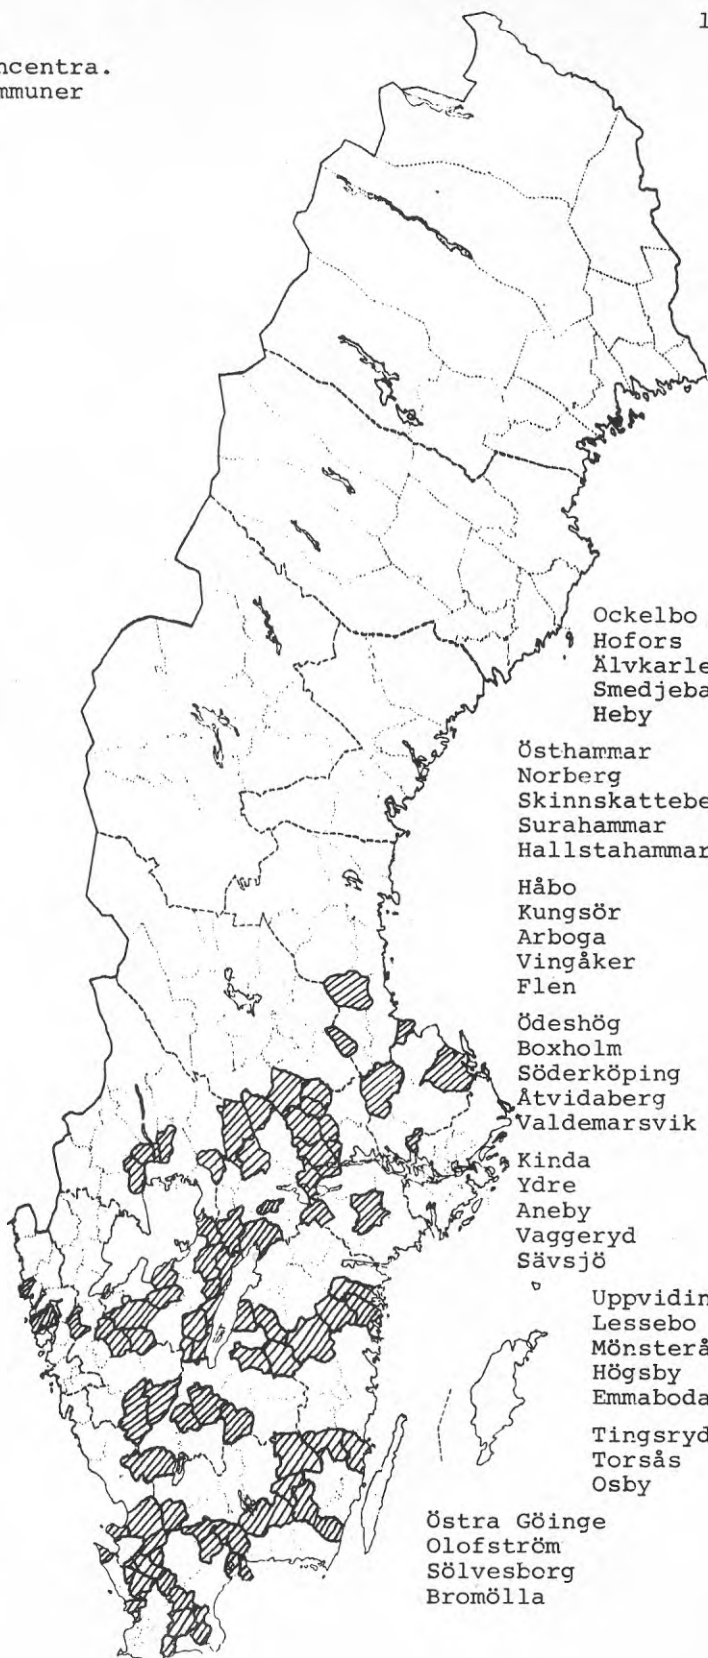 1
ncentra.
mmuner
Ockelbo
Hofors
Älvkarle
Smedjeba
Heby
Östhammar
Norberg
Skinnskattebe
Surahammar
Hallstahammar
Håbo
Kungsör
Arboga
Vingåker
Flen
Ödeshög
Boxholm
Söderköping
Åtvidaberg
Valdemarsvik
Kinda
Ydre
Aneby
Vaggeryd
Sävsjö
Uppvidin
Lessebo
Mönsterå
Högsby
Emmaboda
Tingsryd
Torsås
Osby
Östra Göinge
Olofström
Sölvesborg
Bromölla